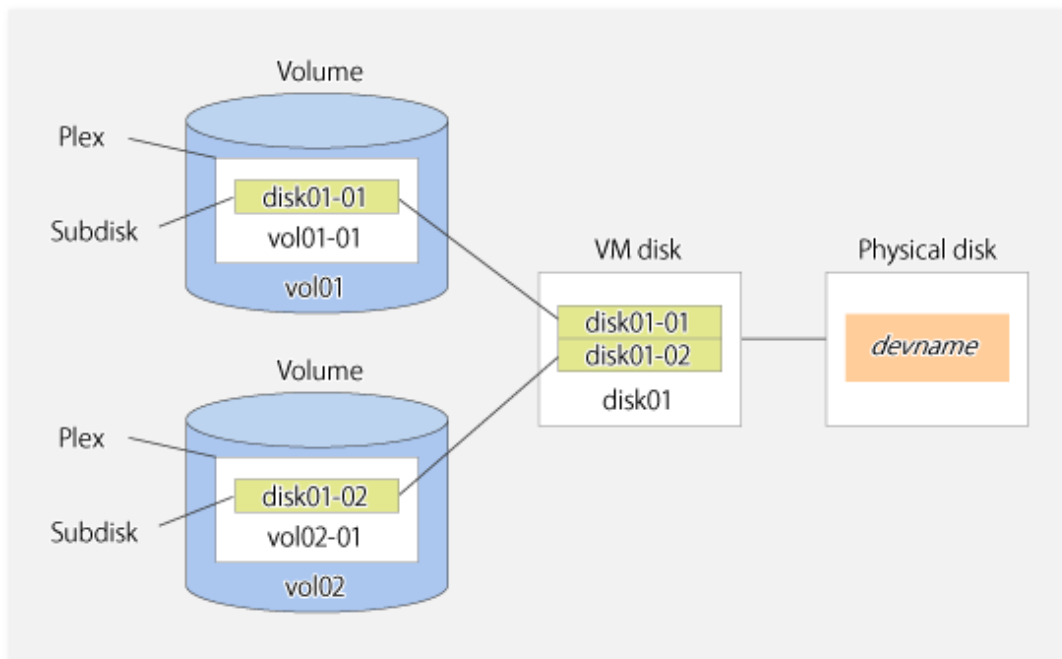 Volume
Plex
disk01-01
Subdisk
vol01-01
vol01
VM disk
Physical disk
disk01-01
disk01-02
disk01
devname
Volume
Plex
disk01-02
Subdisk
vol02-01
vol02